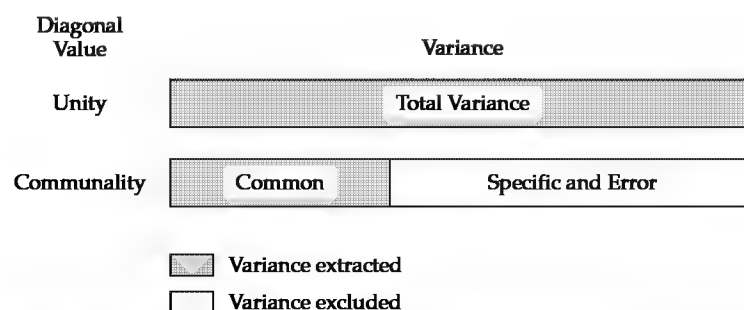 Diagonal
Value
Variance
Unity
Total Variance
Communality
Common
Specific and Error
Variance extracted
Variance excluded